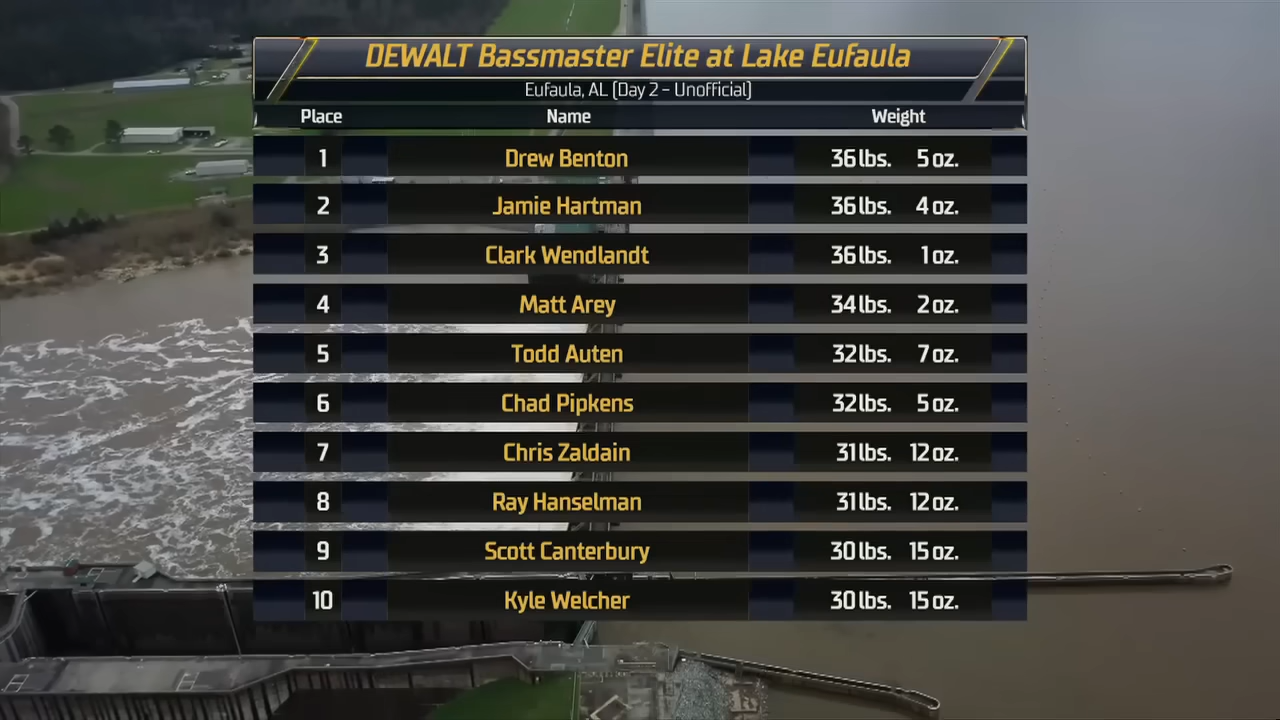 DEWALT Bassmaster Elite at Lake Eufaula
Eufaula, AL [Day 2 - Unofficial]
Place Name Weight
1 Drew Benton 36 lbs. 5 oz.
2 Jamie Hartman 36 lbs. 4 oz.
3 Clark Wendlandt 36 lbs. 1 oz.
4 Matt Arey 34 lbs. 2 oz.
5 Todd Auten 32 lbs. 7 oz.
6 Chad Pipkens 32 lbs. 5 oz.
7 Chris Zaldain 31 lbs. 12 oz.
8 Ray Hanselman 31 lbs. 12 oz.
9 Scott Canterbury 30 lbs. 15 oz.
10 Kyle Welcher 30 lbs. 15 oz.